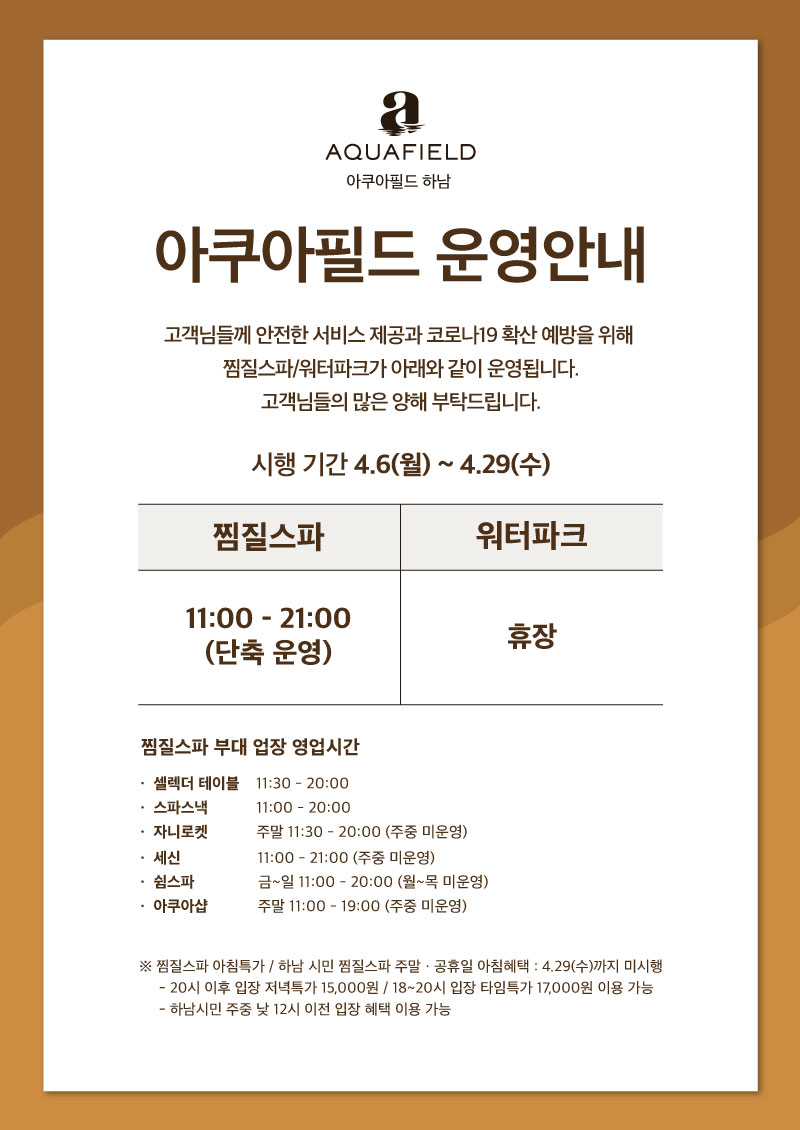 a
AQUAFIELD
아쿠아필드 하남
아쿠아필드 운영안내
고객님들께 안전한 서비스 제공과 코로나19 확산 예방을 위해
찜질스파/워터파크가 아래와 같이 운영됩니다.
고객님들의 많은 양해 부탁드립니다.
시행 기간 4.6(월) ~ 4.29(수)
찜질스파 워터파크
11:00 - 21:00
(단축 운영)
휴장
찜질스파 부대 업장 영업시간
· 셀렉더 테이블 11:30 - 20:00
· 스파스낵 11:00 - 20:00
· 자니로켓 주말 11:30 - 20:00 (주중 미운영)
· 세신 11:00 - 21:00 (주중 미운영)
· 쉼스파 금~일 11:00 - 20:00 (월~목 미운영)
· 아쿠아샵 주말 11:00 - 19:00 (주중 미운영)
※ 찜질스파 아침특가 / 하남 시민 찜질스파 주말 · 공휴일 아침혜택 : 4.29(수)까지 미시행
- 20시 이후 입장 저녁특가 15,000원 / 18~20시 입장 타임특가 17,000원 이용 가능
- 하남시민 주중 낮 12시 이전 입장 혜택 이용 가능